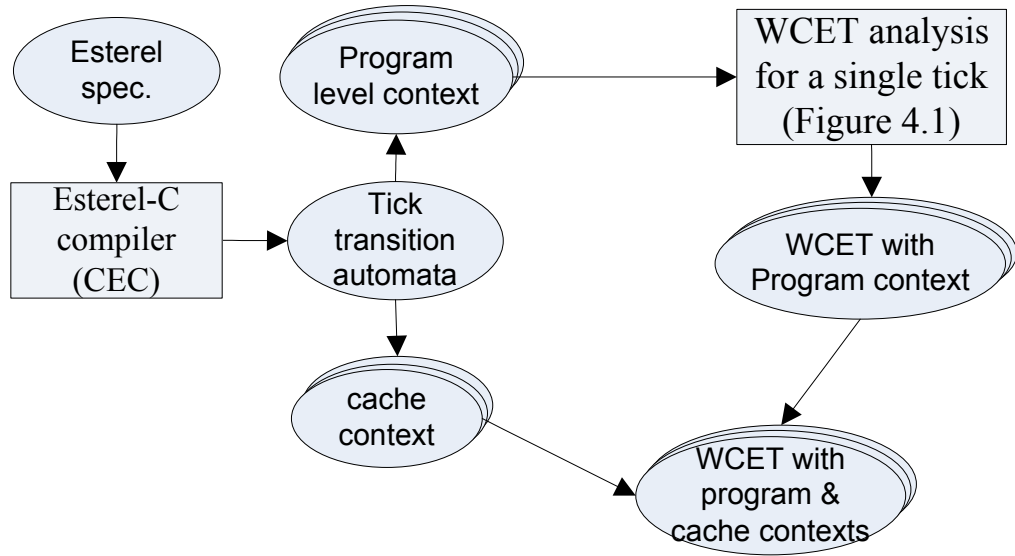 Esterel
spec.
Program
level context
WCET analysis
for a single tick
(Figure 4.1)
Esterel-C
compiler
(CEC)
Tick
transition
automata
WCET with
Program context
cache
context
WCET with
program &
cache contexts